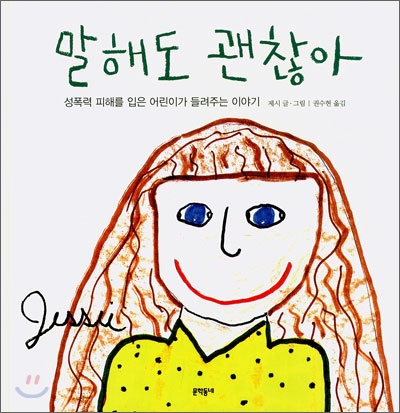 말해도 괜찮아
성폭력 피해를 입은 어린이가 들려주는 이야기
제시 글·그림 | 권수현 옮김
Jessie
문학동네